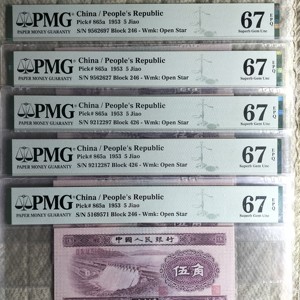 PMG
PAPER MONEY GUARANTY
China / People's Republic
Pick# 865a 1953 5 Jiao
S/N 9562697 Block 246 - Wmk: Open Star
67 EPQ
Superb Gem Unc
PMG
PAPER MONEY GUARANTY
China / People's Republic
Pick# 865a 1953 5 Jiao
S/N 9562627 Block 246 - Wmk: Open Star
67 EPQ
Superb Gem Unc
PMG
PAPER MONEY GUARANTY
China / People's Republic
Pick# 865a 1953 5 Jiao
S/N 9212297 Block 426 - Wmk: Open Star
67 EPQ
Superb Gem Unc
PMG
PAPER MONEY GUARANTY
China / People's Republic
Pick# 865a 1953 5 Jiao
S/N 9212287 Block 426 - Wmk: Open Star
67 EPQ
Superb Gem Unc
PMG
PAPER MONEY GUARANTY
China / People's Republic
Pick# 865a 1953 5 Jiao
S/N 5169571 Block 246 - Wmk: Open Star
67 EPQ
Superb Gem Unc
中国人民银行
伍角